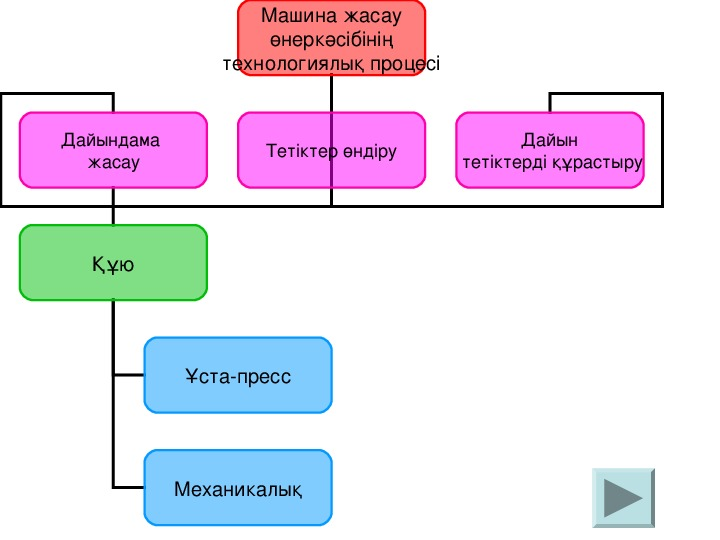 Машина жасау
өнеркәсібінің
технологиялық процесі
Дайындама
жасау
Тетіктер өндіру
Дайын
тетіктерді құрастыру
Құю
Ұста-пресс
Механикалық